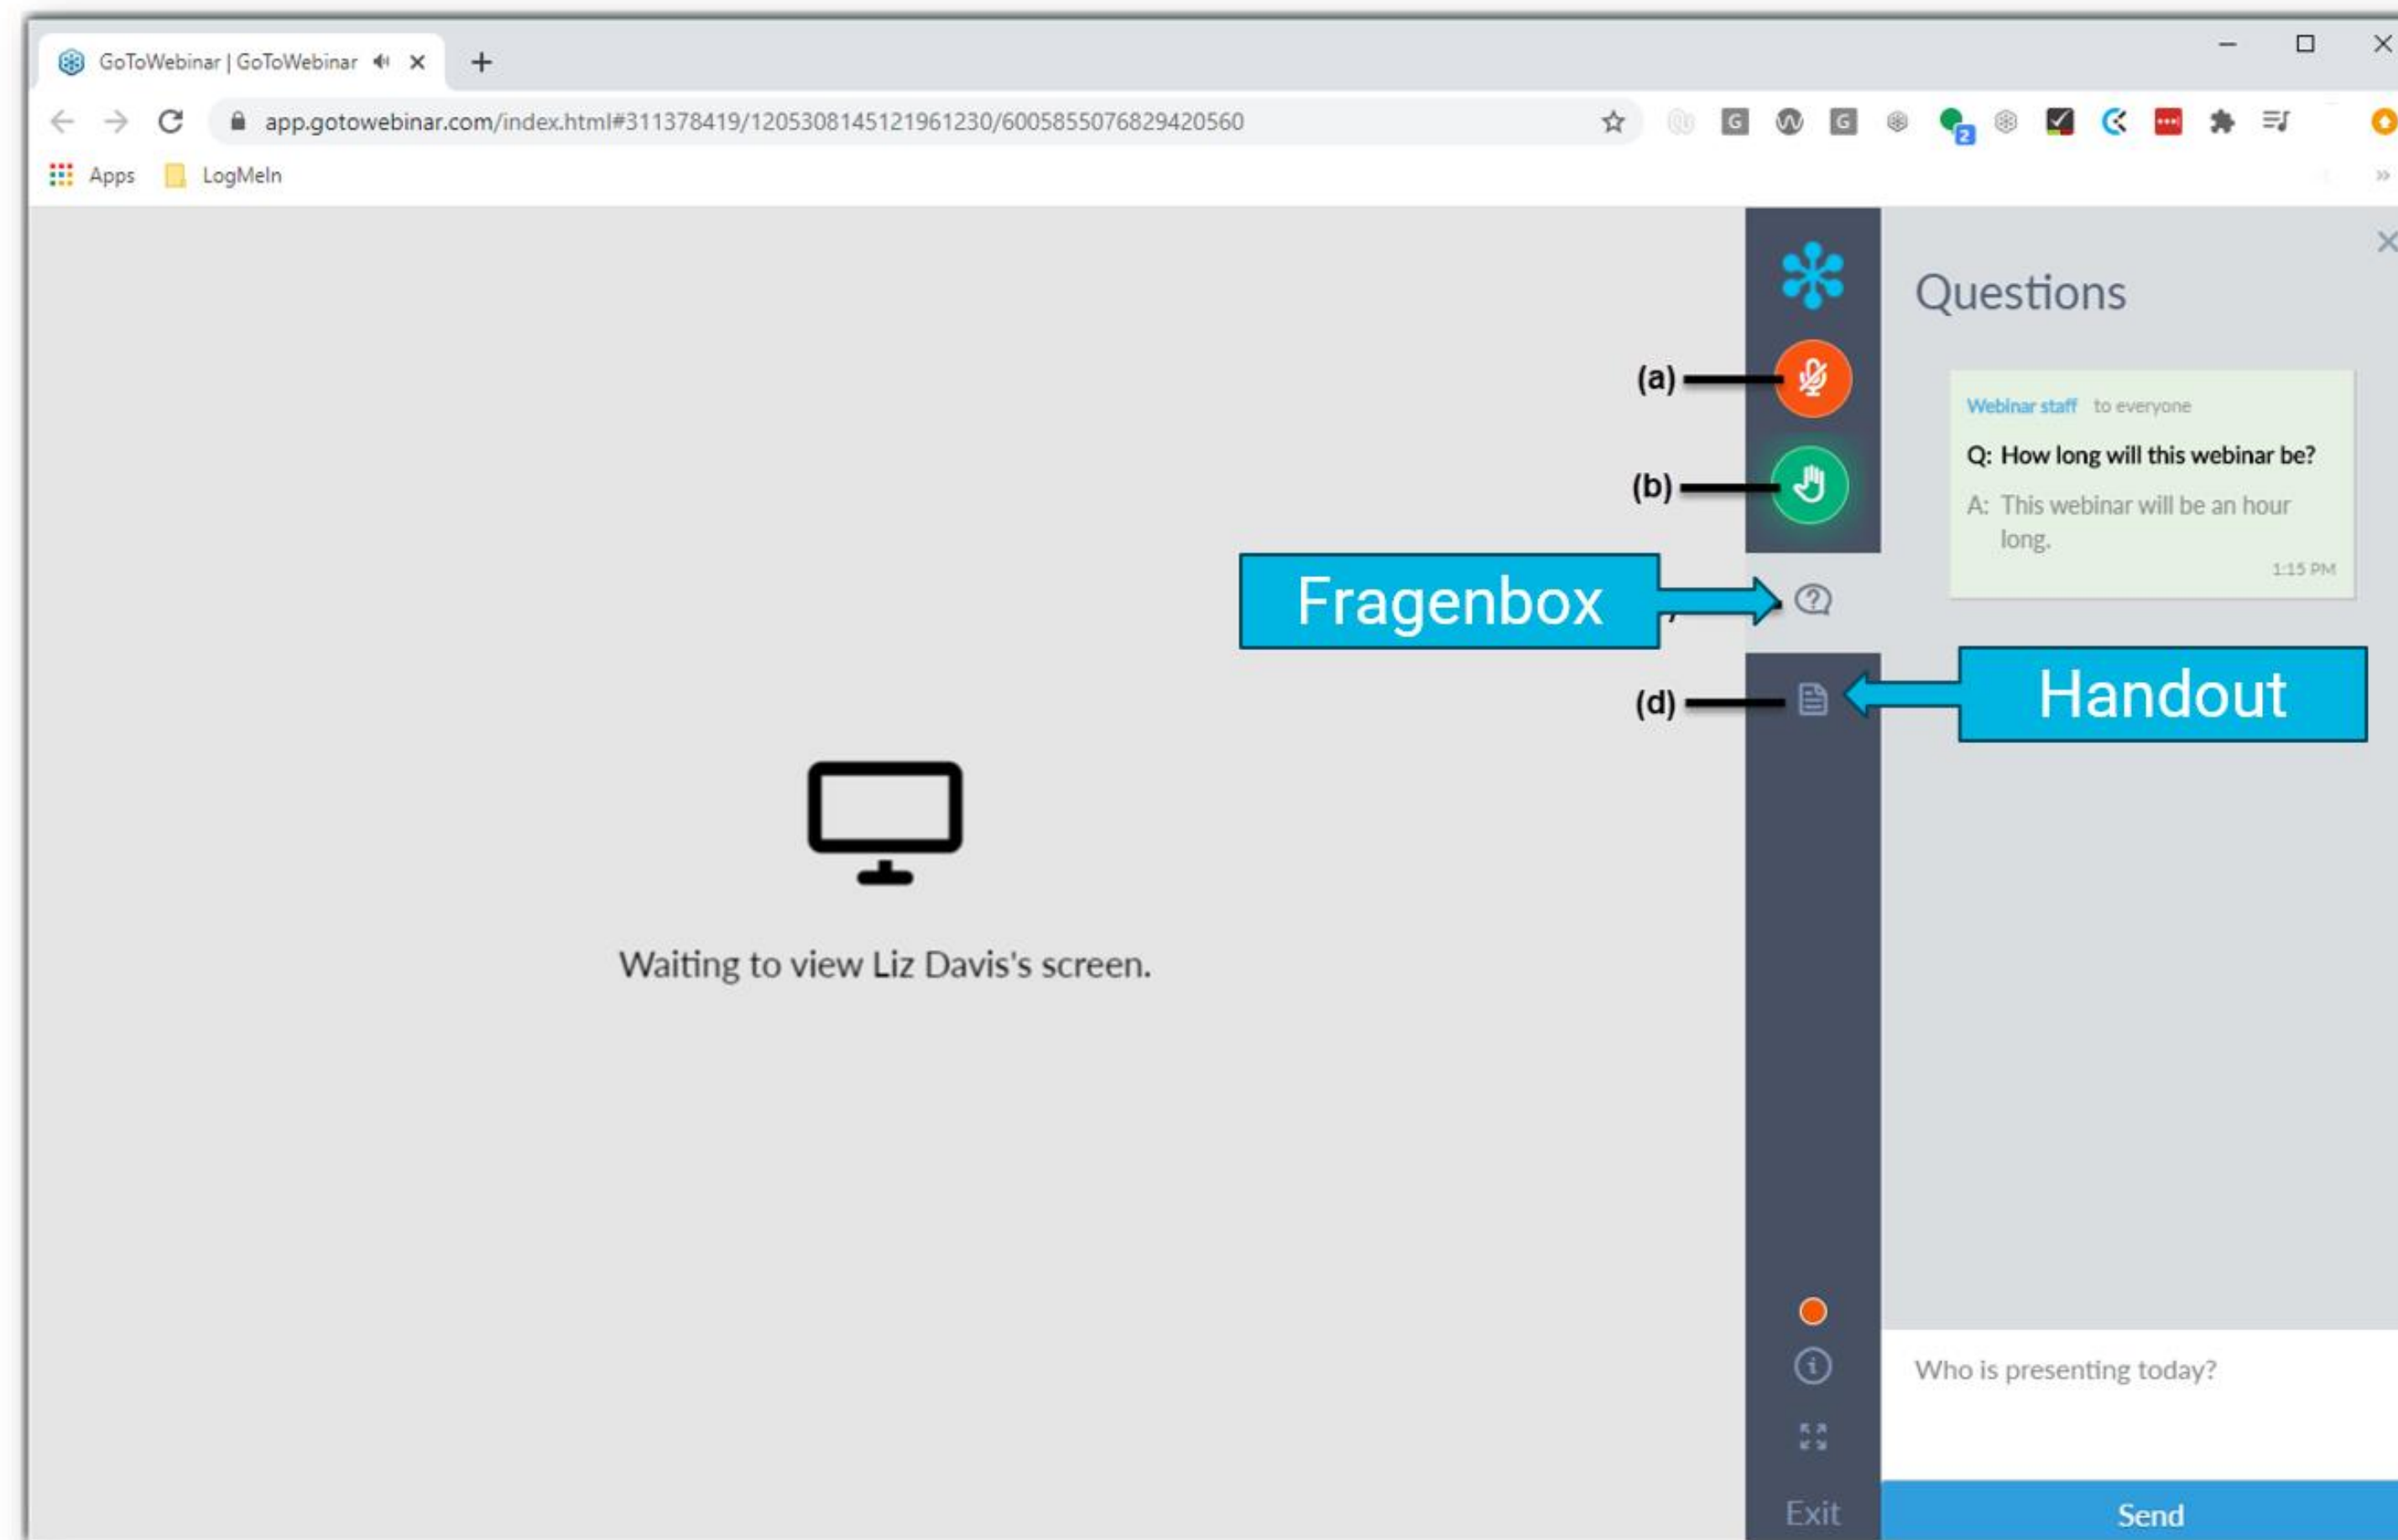 GoToWebinar | GoToWebinar
app.gotowebinar.com/index.html#311378419/1205308145121961230/6005855076829420560
G
G
2
Apps
LogMeIn
Questions
(a)
Webinar staff to everyone
Q: How long will this webinar be?
(b)
A: This webinar will be an hour
long.
1:15 PM
Fragenbox
Handout
(d)
Waiting to view Liz Davis's screen.
Who is presenting today?
Exit
Send